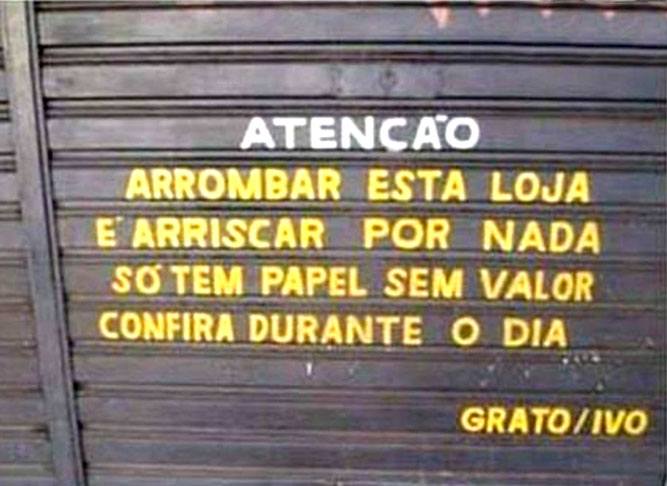 ATENÇÃO
ARROMBAR ESTA LOJA
É ARRISCAR POR NADA
SÓ TEM PAPEL SEM VALOR
CONFIRA DURANTE O DIA
GRATO/IVO